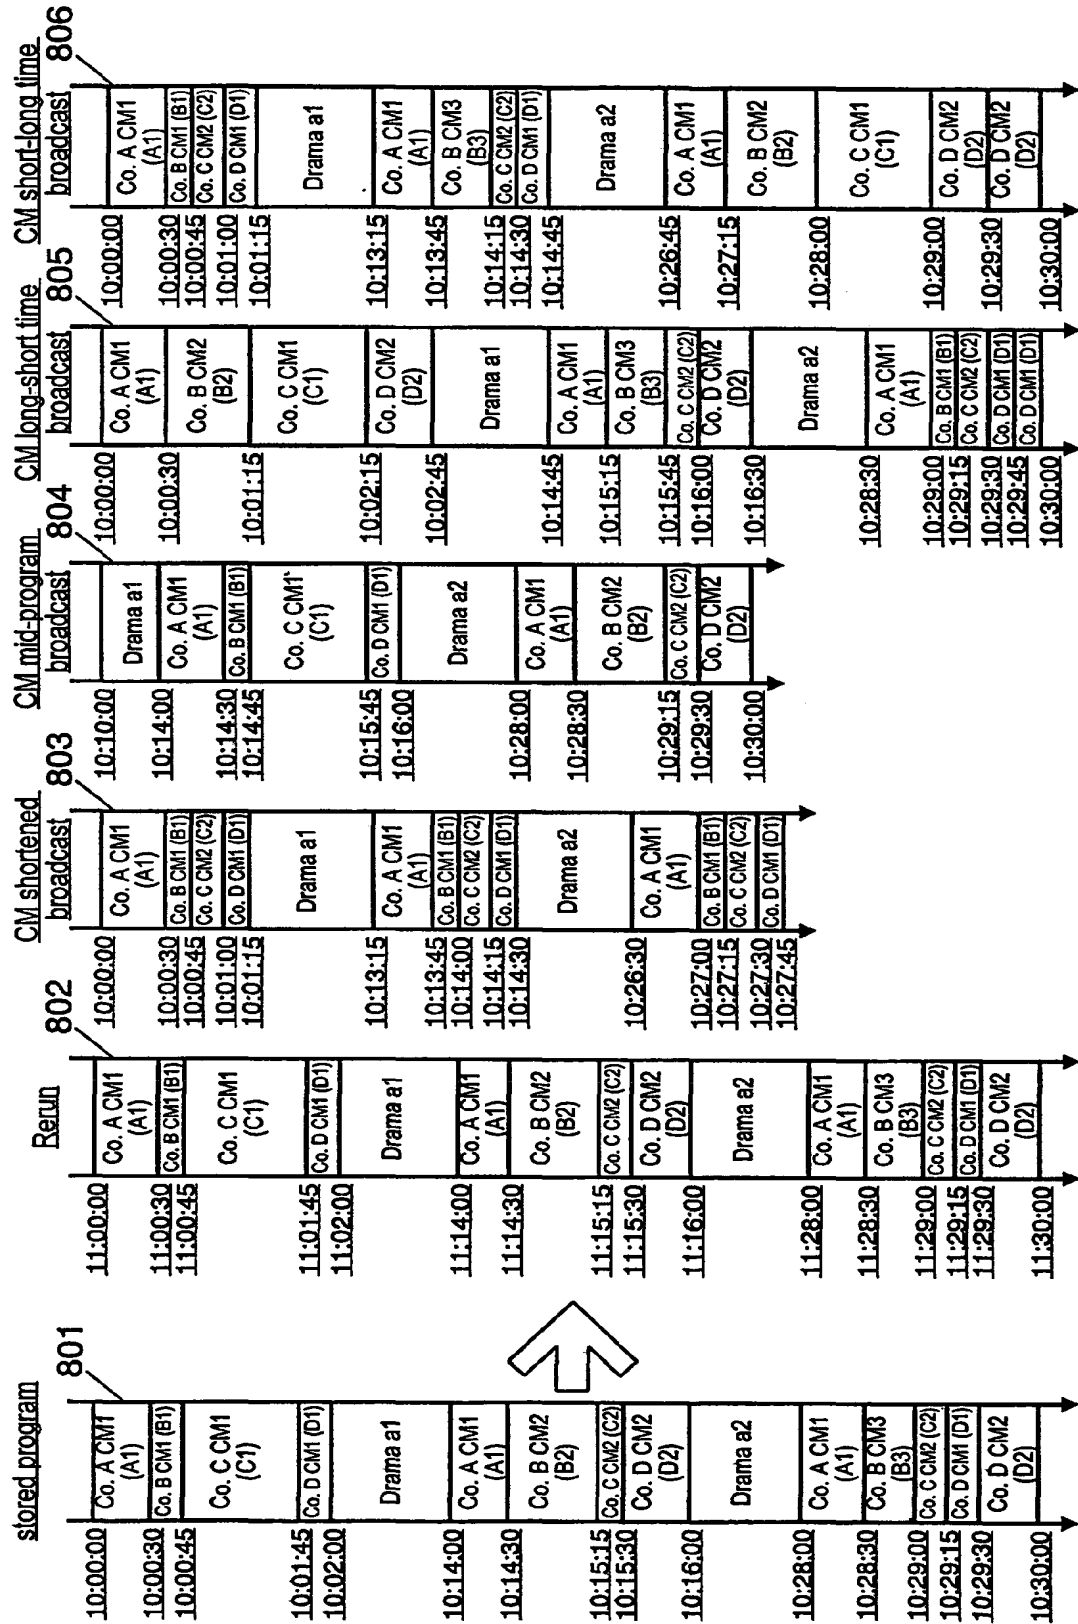 stored program
801
10:00:00
Co. A CM1
(A1)
10:00:30
Co. B CM1 (B1)
10:00:45
Co. C CM1
(C1)
10:01:45
Co. D CM1 (D1)
10:02:00
Drama a1
10:14:00
Co. A CM1
(A1)
10:14:30
Co. B CM2
(B2)
10:15:15
Co. C CM2 (C2)
10:15:30
Co. D CM2
(D2)
10:16:00
Drama a2
10:28:00
Co. A CM1
(A1)
10:28:30
Co. B CM3
(B3)
10:29:00
Co. C CM2 (C2)
10:29:15
Co. D CM1 (D1)
10:29:30
Co. D CM2
(D2)
10:30:00
Rerun
802
11:00:00
Co. A CM1
(A1)
11:00:30
Co. B CM1 (B1)
11:00:45
Co. C CM1
(C1)
11:01:45
Co. D CM1 (D1)
11:02:00
Drama a1
11:14:00
Co. A CM1
(A1)
11:14:30
Co. B CM2
(B2)
11:15:15
Co. C CM2 (C2)
11:15:30
Co. D CM2
(D2)
11:16:00
Drama a2
11:28:00
Co. A CM1
(A1)
11:28:30
Co. B CM3
(B3)
11:29:00
Co. C CM2 (C2)
11:29:15
Co. D CM1 (D1)
11:29:30
Co. D CM2
(D2)
11:30:00
CM shortened
broadcast
803
10:00:00
Co. A CM1
(A1)
10:00:30
Co. B CM1 (B1)
10:00:45
Co. C CM2 (C2)
10:01:00
Co. D CM1 (D1)
10:01:15
Drama a1
10:13:15
Co. A CM1
(A1)
10:13:45
Co. B CM1 (B1)
10:14:00
Co. C CM2 (C2)
10:14:15
Co. D CM1 (D1)
10:14:30
Drama a2
10:26:30
Co. A CM1
(A1)
10:27:00
Co. B CM1 (B1)
10:27:15
Co. C CM2 (C2)
10:27:30
Co. D CM1 (D1)
10:27:45
CM mid-program
broadcast
804
10:10:00
Drama a1
10:14:00
Co. A CM1
(A1)
10:14:30
Co. B CM1 (B1)
10:14:45
Co. C CM1
(C1)
10:15:45
Co. D CM1 (D1)
10:16:00
Drama a2
10:28:00
Co. A CM1
(A1)
10:28:30
Co. B CM2
(B2)
10:29:15
Co. C CM2 (C2)
10:29:30
Co. D CM2
(D2)
10:30:00
CM long-short time
broadcast
805
10:00:00
Co. A CM1
(A1)
10:00:30
Co. B CM2
(B2)
10:01:15
Co. C CM1
(C1)
10:02:15
Co. D CM2
(D2)
10:02:45
Drama a1
10:14:45
Co. A CM1
(A1)
10:15:15
Co. B CM3
(B3)
10:15:45
Co. C CM2 (C2)
10:16:00
Co. D CM2
(D2)
10:16:30
Drama a2
10:28:30
Co. A CM1
(A1)
10:29:00
Co. B CM1 (B1)
10:29:15
Co. C CM2 (C2)
10:29:30
Co. D CM1 (D1)
10:29:45
Co. D CM1 (D1)
10:30:00
CM short-long time
broadcast
806
10:00:00
Co. A CM1
(A1)
10:00:30
Co. B CM1 (B1)
10:00:45
Co. C CM2 (C2)
10:01:00
Co. D CM1 (D1)
10:01:15
Drama a1
10:13:15
Co. A CM1
(A1)
10:13:45
Co. B CM3
(B3)
10:14:15
Co. C CM2 (C2)
10:14:30
Co. D CM1 (D1)
10:14:45
Drama a2
10:26:45
Co. A CM1
(A1)
10:27:15
Co. B CM2
(B2)
10:28:00
Co. C CM1
(C1)
10:29:00
Co. D CM2
(D2)
10:29:30
Co. D CM2
(D2)
10:30:00